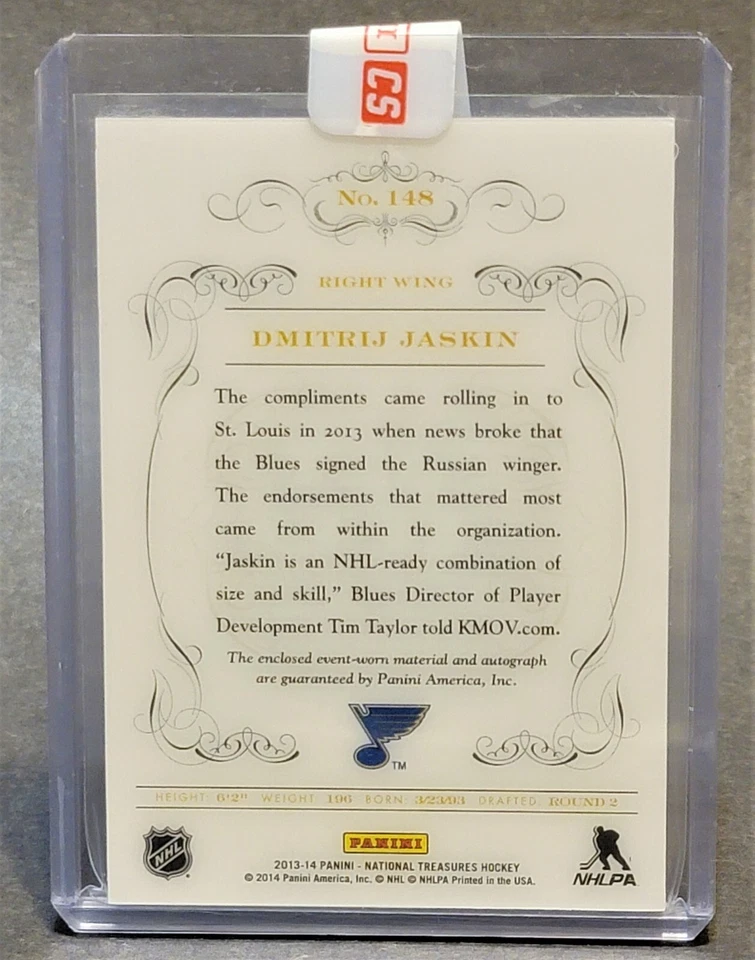 CS
No. 148
RIGHT WING
DMITRIJ JASKIN
The compliments came rolling in to
St. Louis in 2013 when news broke that
the Blues signed the Russian winger.
The endorsements that mattered most
came from within the organization.
“Jaskin is an NHL-ready combination of
size and skill,” Blues Director of Player
Development Tim Taylor told KMOV.com.
The enclosed event-worn material and autograph
are guaranteed by Panini America, Inc.
TM
HEIGHT: 6'2" WEIGHT: 196 BORN: 3/23/93 DRAFTED: ROUND 2
NHL
PANINI
2013-14 PANINI - NATIONAL TREASURES HOCKEY
© 2014 Panini America, Inc. © NHL © NHLPA Printed in the USA.
NHLPA